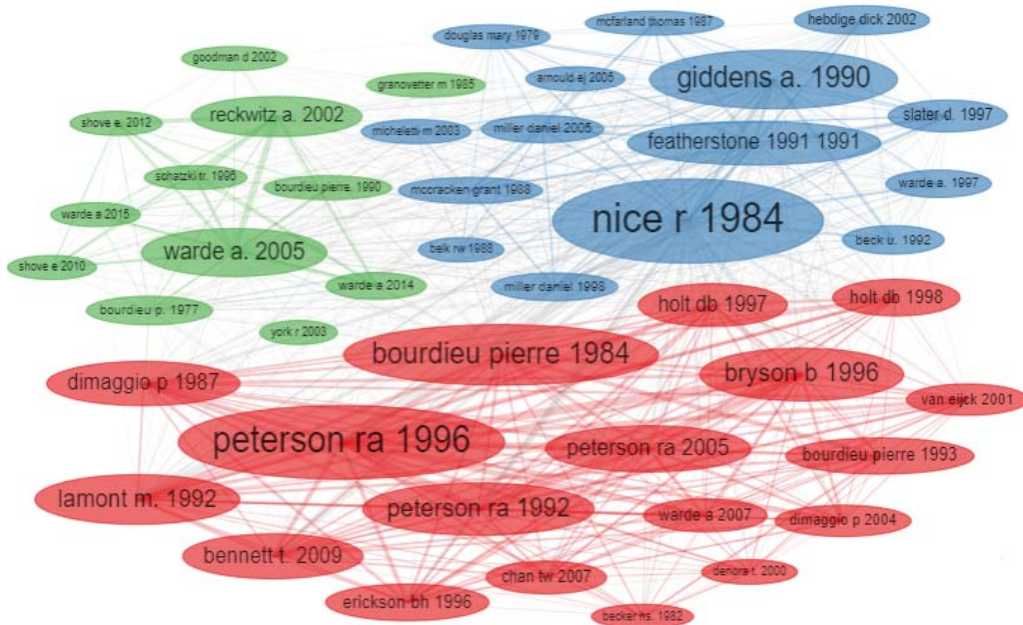 mcfarland thomas 1987
hebdige dick 2002
douglas mary 1979
goodman d 2002
giddens a. 1990
arnould ej 2005
granovetter m 1985
reckwitz a. 2002
slater d. 1997
shove e. 2012
micheletti m 2003
miller daniel 2005
featherstone 1991 1991
schatzki tr. 1996
bourdieu pierre. 1990
mccracken grant 1988
warde a. 1997
warde a 2015
nice r 1984
beck u. 1992
warde a. 2005
belk rw 1988
shove e 2010
warde a 2014
miller daniel 1998
holt db 1997
holt db 1998
bourdieu p. 1977
york r 2003
bourdieu pierre 1984
dimaggio p 1987
bryson b 1996
van eijck 2001
peterson ra 1996
peterson ra 2005
bourdieu pierre 1993
lamont m. 1992
peterson ra 1992
warde a 2007
dimaggio p 2004
bennett t. 2009
chan tw 2007
denora t. 2000
erickson bh 1996
becker hs. 1982